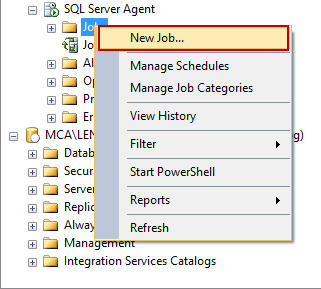 SQL Server Agent
New Job...
Manage Schedules
Manage Job Categories
View History
Filter
Start PowerShell
Reports
Refresh
Management
Integration Services Catalogs